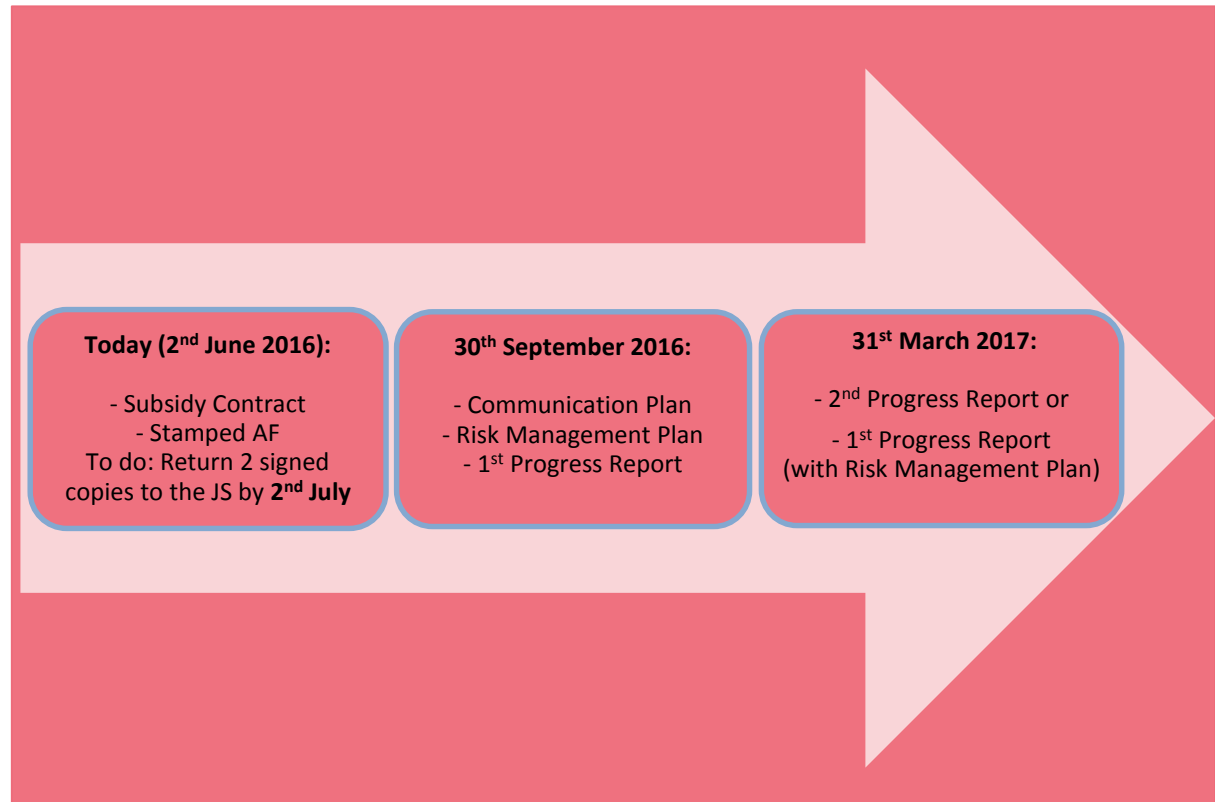 Today (2nd June 2016):
- Subsidy Contract
- Stamped AF
To do: Return 2 signed
copies to the JS by 2nd July
30th September 2016:
- Communication Plan
- Risk Management Plan
- 1st Progress Report
31st March 2017:
- 2nd Progress Report or
- 1st Progress Report
(with Risk Management Plan)